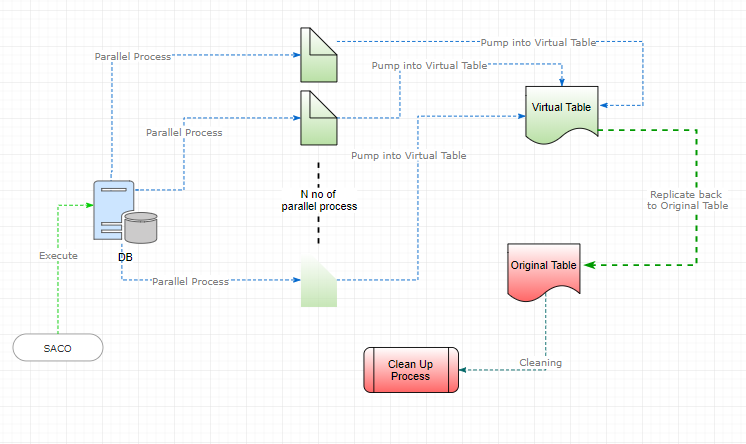 Pump into Virtual Table
Parallel Process
Pump into Virtual Table
Virtual Table
Parallel Process
Pump into Virtual Table
N no of
parallel process
Replicate back
to Original Table
Execute
DB
Original Table
Parallel Process
SACO
Clean Up
Process
Cleaning